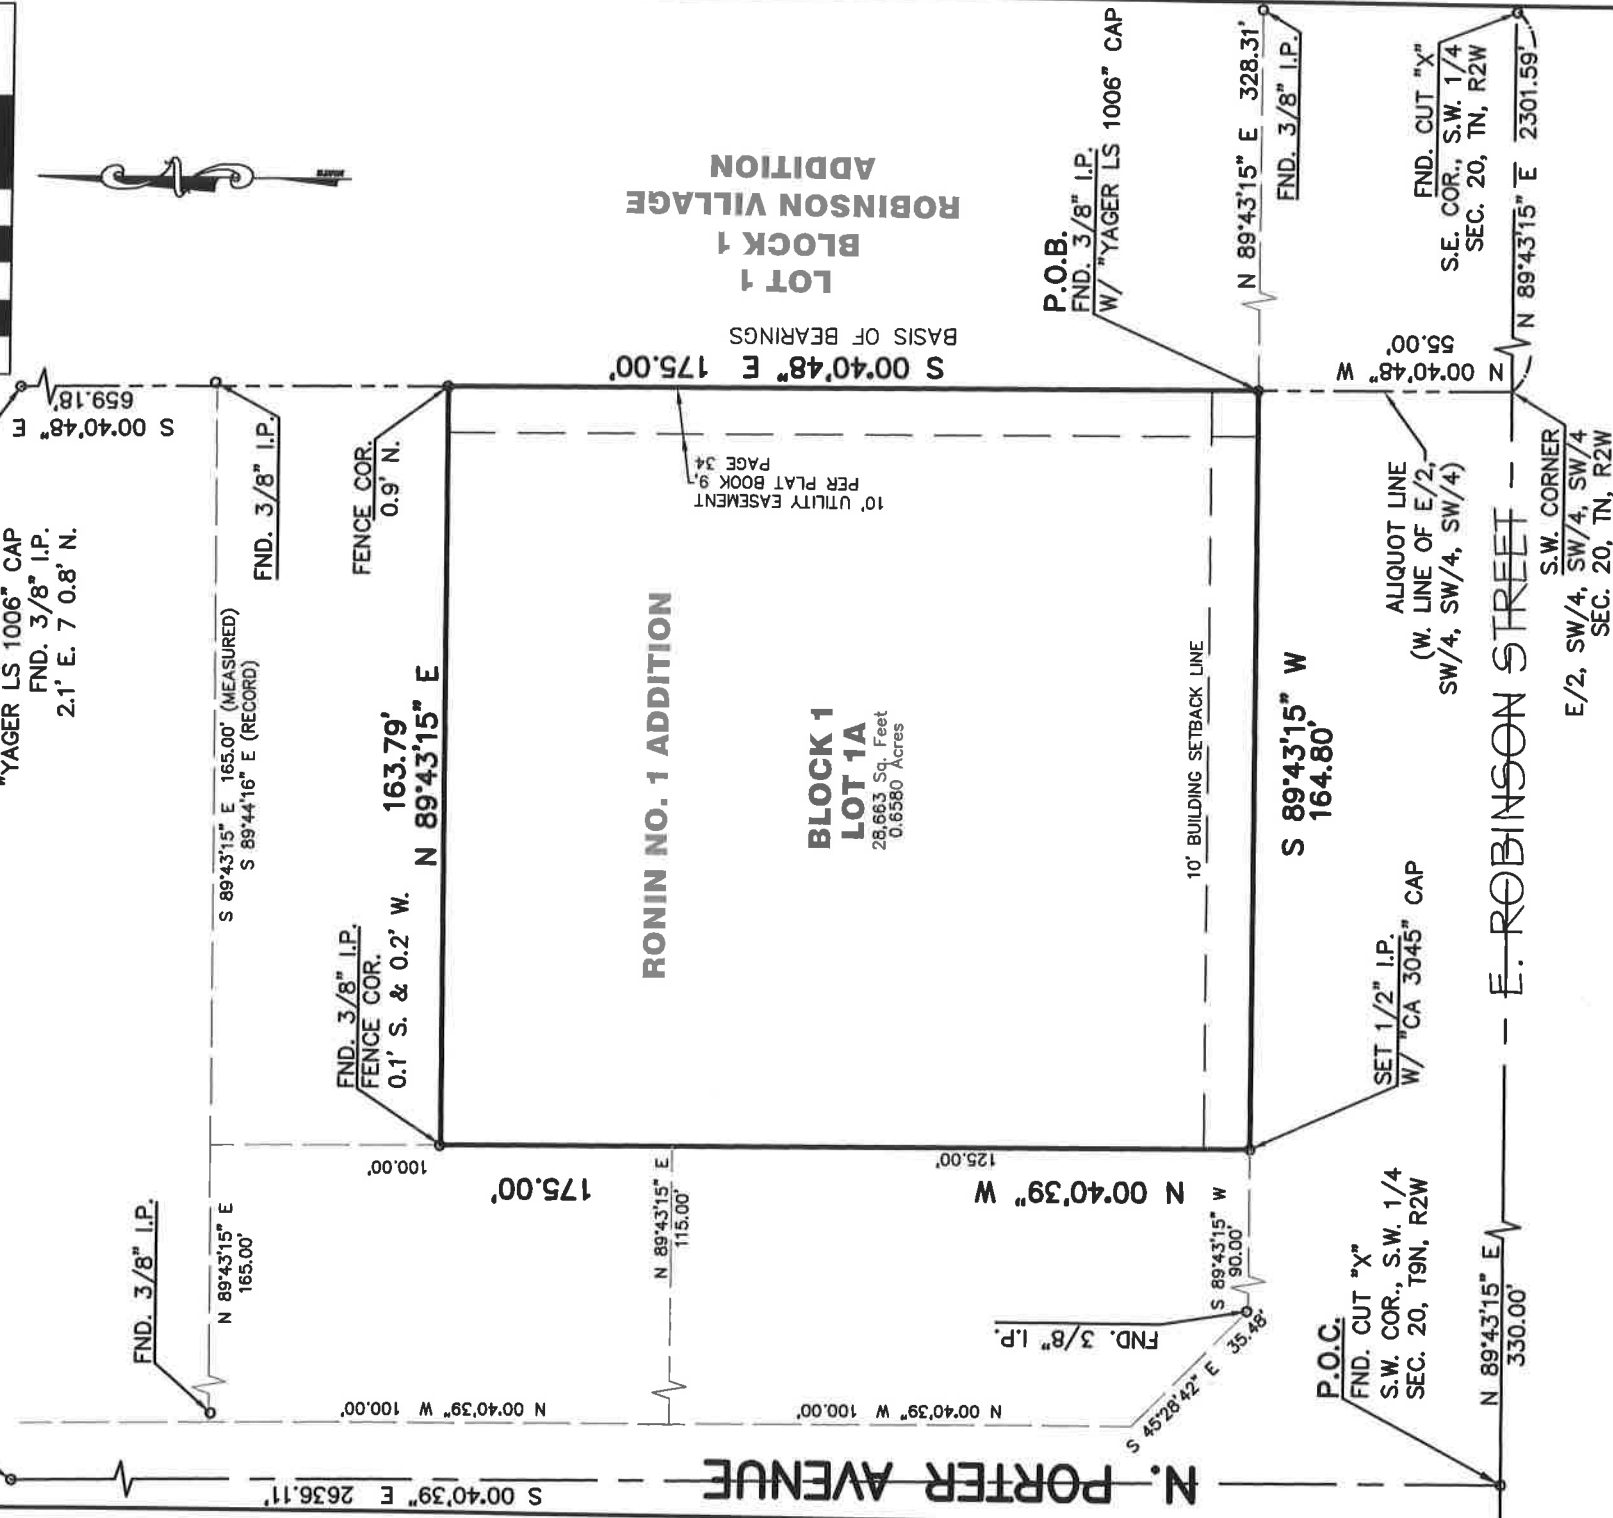 "YAGER LS 1006" CAP
FND. 3/8" I.P.
2.1' E. 7 0.8' N.
S 00°40'48" E
659.18'
FND. 3/8" I.P.
S 89°43'15" E 165.00' (MEASURED)
S 89°44'16" E (RECORD)
FENCE COR.
0.9' N.
163.79'
N 89°43'15" E
FND. 3/8" I.P.
FENCE COR.
0.1' S. & 0.2' W.
FND. 3/8" I.P.
N 89°43'15" E
165.00'
LOT 1
BLOCK 1
ROBINSON VILLAGE
ADDITION
BASIS OF BEARINGS
S 00°40'48" E 175.00'
10' UTILITY EASEMENT
PER PLAT BOOK 9,
PAGE 34
RONIN NO. 1 ADDITION
BLOCK 1
LOT 1A
28,663 Sq. Feet
0.6580 Acres
10' BUILDING SETBACK LINE
100.00'
175.00'
125.00'
N 00°40'39" W
N 89°43'15" E
115.00'
S 89°43'15" W
90.00'
FND. 3/8" I.P.
S 45°28'42" E 35.48'
N 00°40'39" W 100.00'
N 00°40'39" W 100.00'
N. PORTER AVENUE
S 00°40'39" E 2636.11'
P.O.B.
FND. 3/8" I.P.
W/ "YAGER LS 1006" CAP
N 89°43'15" E 328.31'
FND. 3/8" I.P.
FND. CUT "X"
S.E. COR., S.W. 1/4
SEC. 20, TN, R2W
N 89°43'15" E 2301.59'
N 00°40'48" W
55.00'
ALIQUOT LINE
(W. LINE OF E/2,
SW/4, SW/4, SW/4)
S.W. CORNER
E/2, SW/4, SW/4, SW/4
SEC. 20, TN, R2W
S 89°43'15" W
164.80'
SET 1/2" I.P.
W/ "CA 3045" CAP
E. ROBINSON STREET
P.O.C.
FND. CUT "X"
S.W. COR., S.W. 1/4
SEC. 20, T9N, R2W
N 89°43'15" E
330.00'